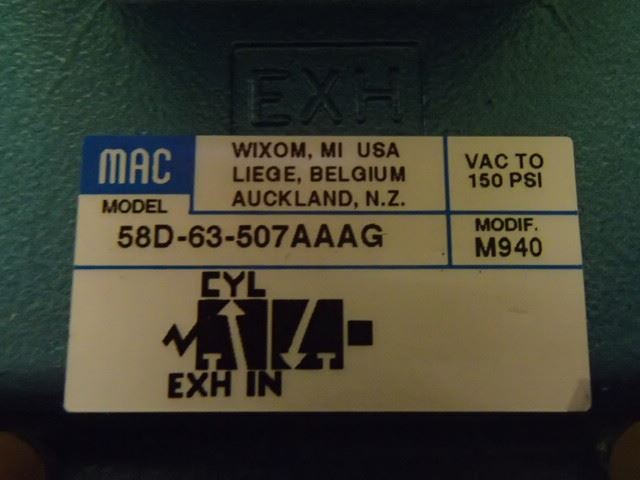 EXH
MAC
WIXOM, MI USA
LIEGE, BELGIUM
AUCKLAND, N.Z.
VAC TO
150 PSI
MODEL
58D-63-507AAAG
MODIF.
M940
CYL
EXH IN